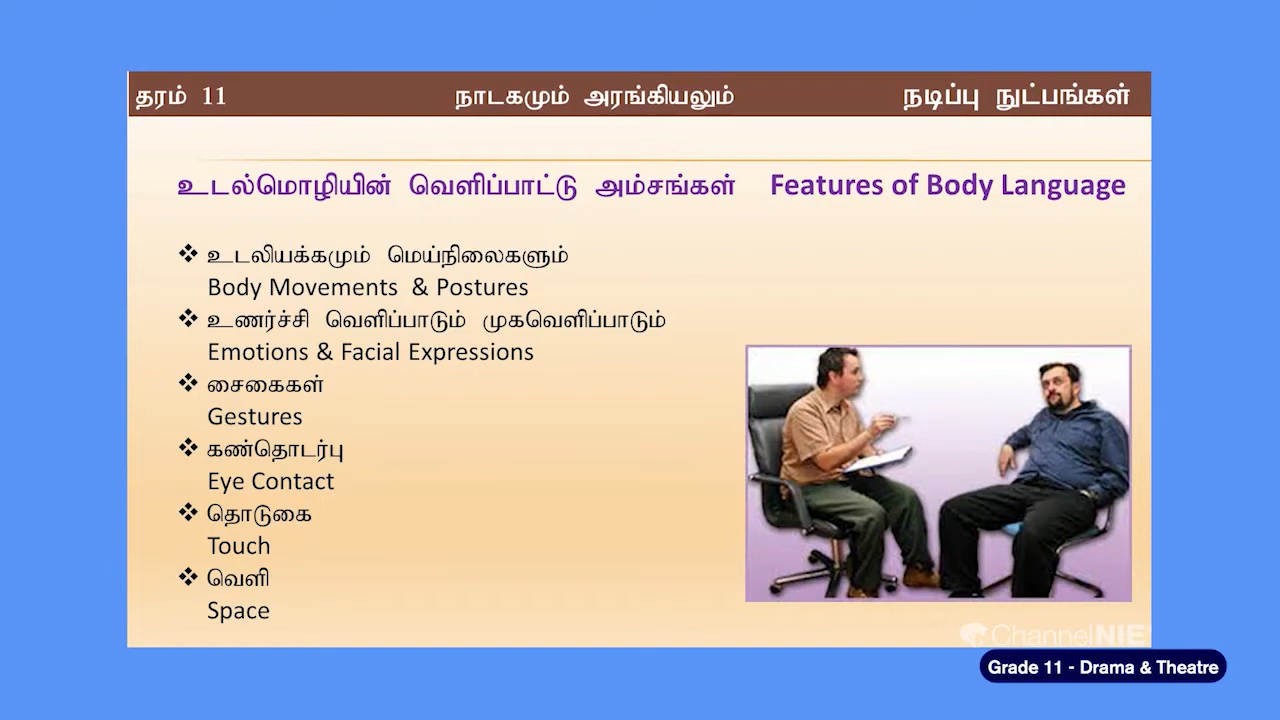 தரம் 11 நாடகமும் அரங்கியலும் நடிப்பு நுட்பங்கள்
உடல்மொழியின் வெளிப்பாட்டு அம்சங்கள் Features of Body Language
❖ உடலியக்கமும் மெய்நிலைகளும்
Body Movements & Postures
❖ உணர்ச்சி வெளிப்பாடும் முகவெளிப்பாடும்
Emotions & Facial Expressions
❖ சைகைகள்
Gestures
❖ கண்தொடர்பு
Eye Contact
❖ தொடுகை
Touch
❖ வெளி
Space
ChannelNIE
Grade 11 - Drama & Theatre